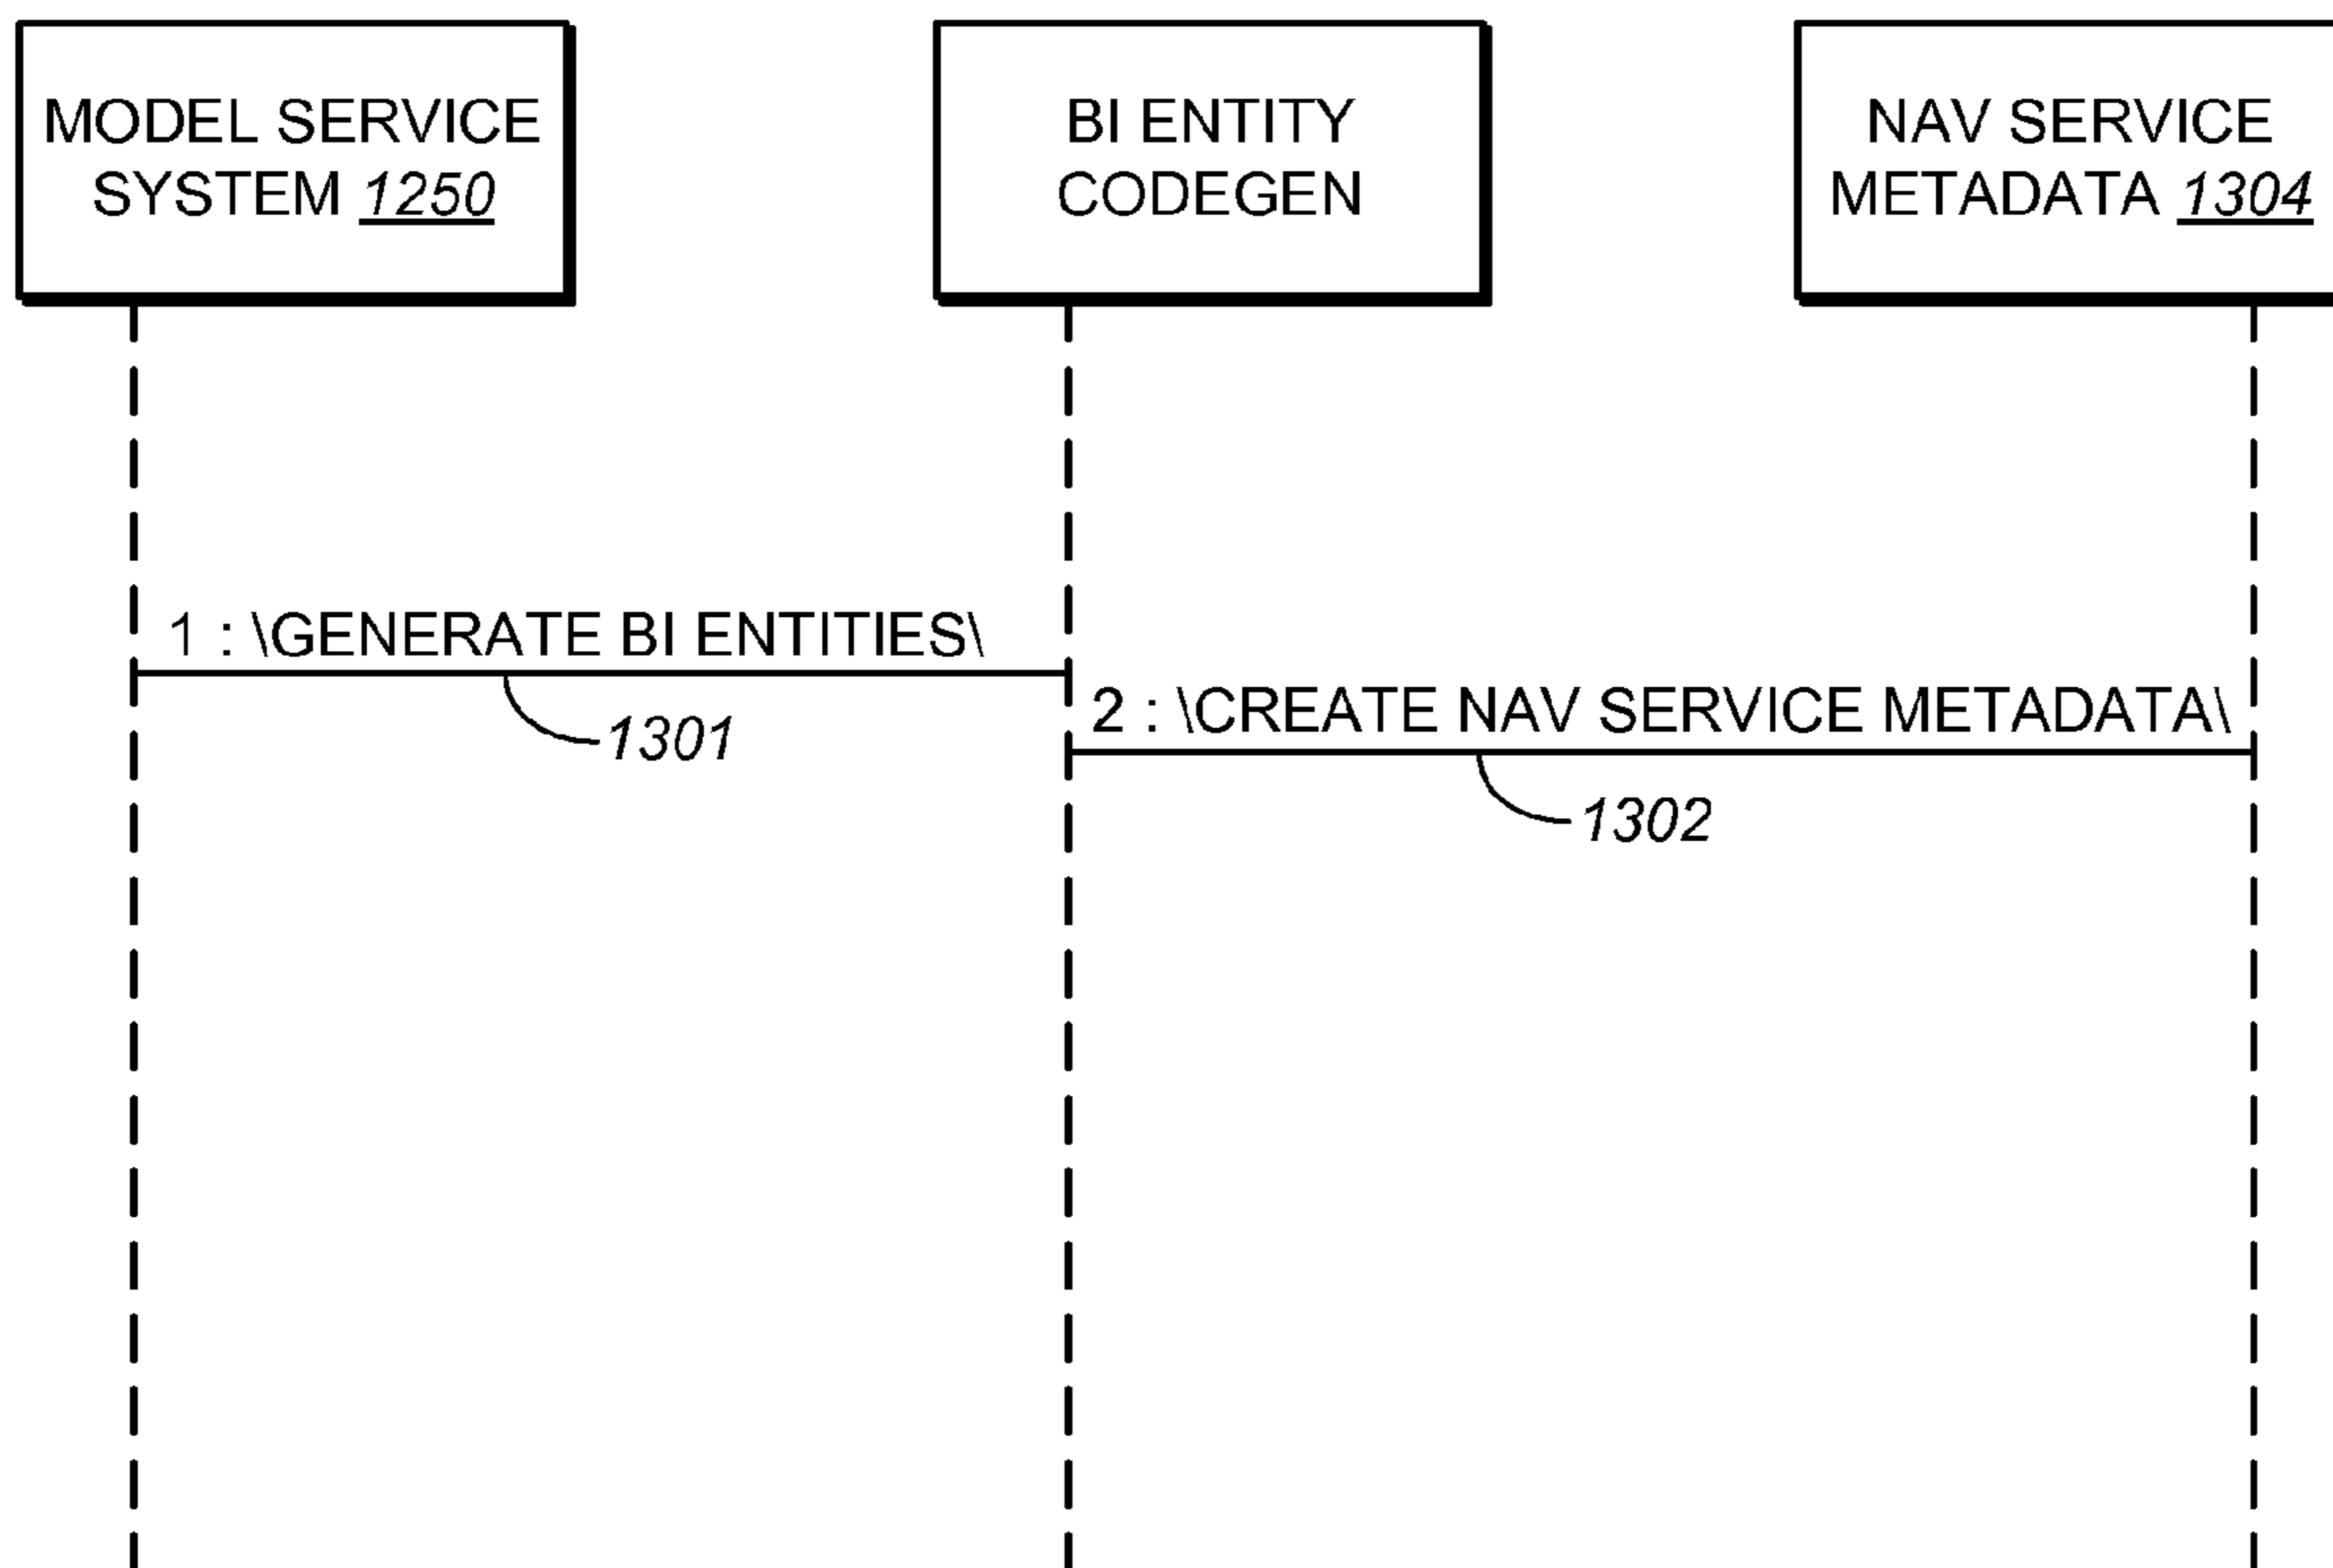 MODEL SERVICE
SYSTEM 1250
BI ENTITY
CODEGEN
NAV SERVICE
METADATA 1304
1 : \GENERATE BI ENTITIES\
1301
2 : \CREATE NAV SERVICE METADATA\
1302